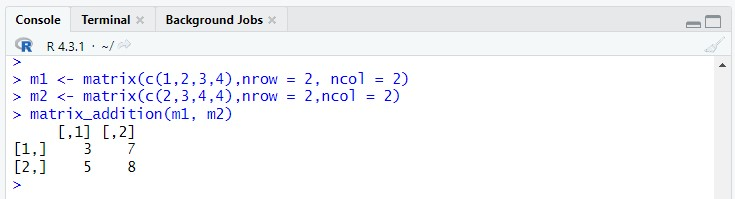 Console Terminal Background Jobs
R R 4.3.1 · ~/
>
> m1 <- matrix(c(1,2,3,4),nrow = 2, ncol = 2)
> m2 <- matrix(c(2,3,4,4),nrow = 2,ncol = 2)
> matrix_addition(m1, m2)
     [,1] [,2]
[1,]    3    7
[2,]    5    8
>